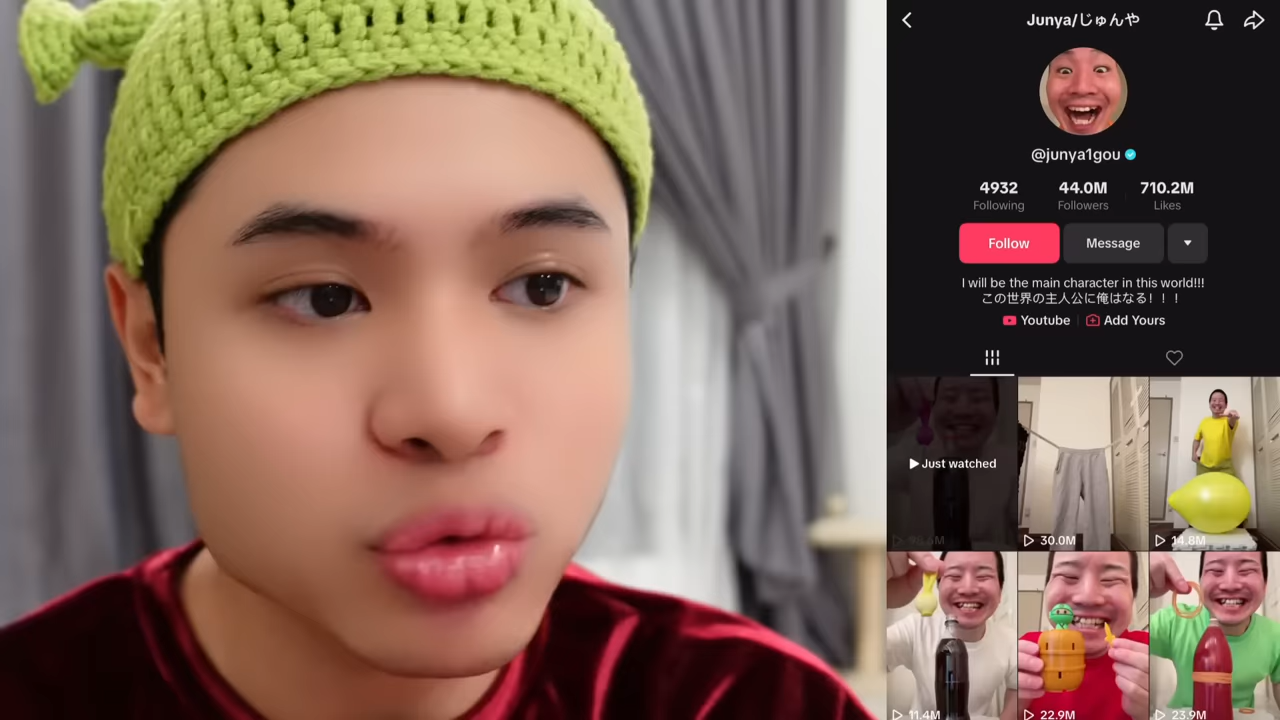 Junya/じゅんや
@junya1gou
4932 44.0M 710.2M
Following Followers Likes
Follow Message
I will be the main character in this world!!!
この世界の主人公に俺はなる！！！
Youtube Add Yours
Just watched
30.0M 14.8M
11.4M 22.9M 23.9M